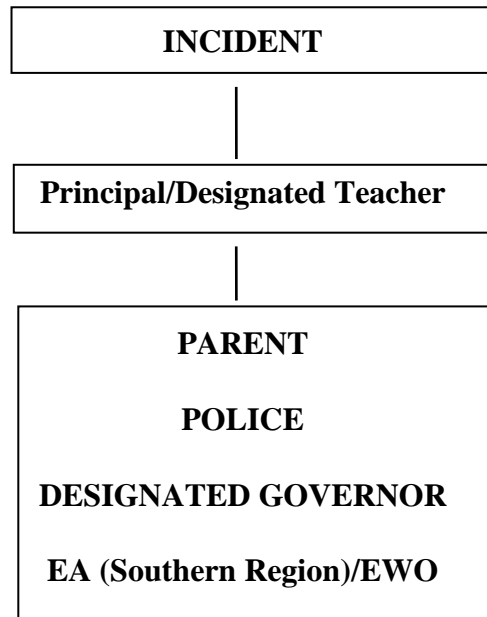 INCIDENT
Principal/Designated Teacher
PARENT
POLICE
DESIGNATED GOVERNOR
EA (Southern Region)/EWO